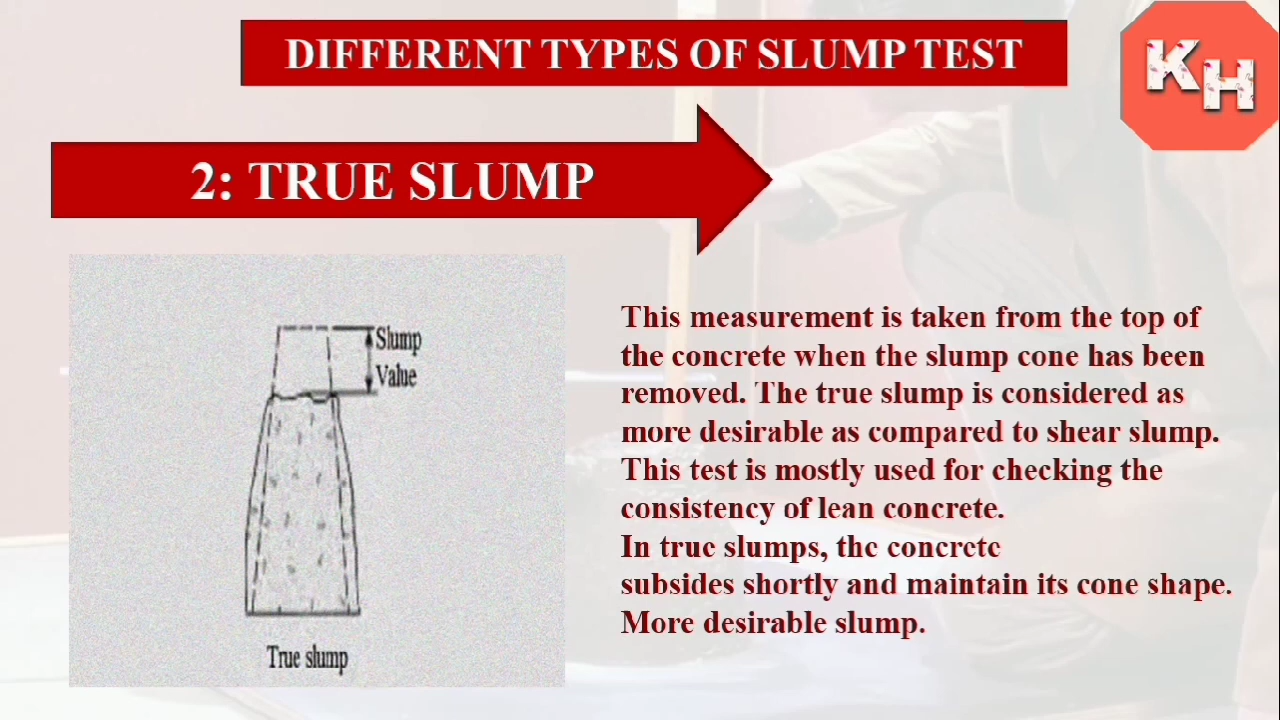 DIFFERENT TYPES OF SLUMP TEST
K H
2: TRUE SLUMP
Slump
Value
True slump
This measurement is taken from the top of
the concrete when the slump cone has been
removed. The true slump is considered as
more desirable as compared to shear slump.
This test is mostly used for checking the
consistency of lean concrete.
In true slumps, the concrete
subsides shortly and maintain its cone shape.
More desirable slump.